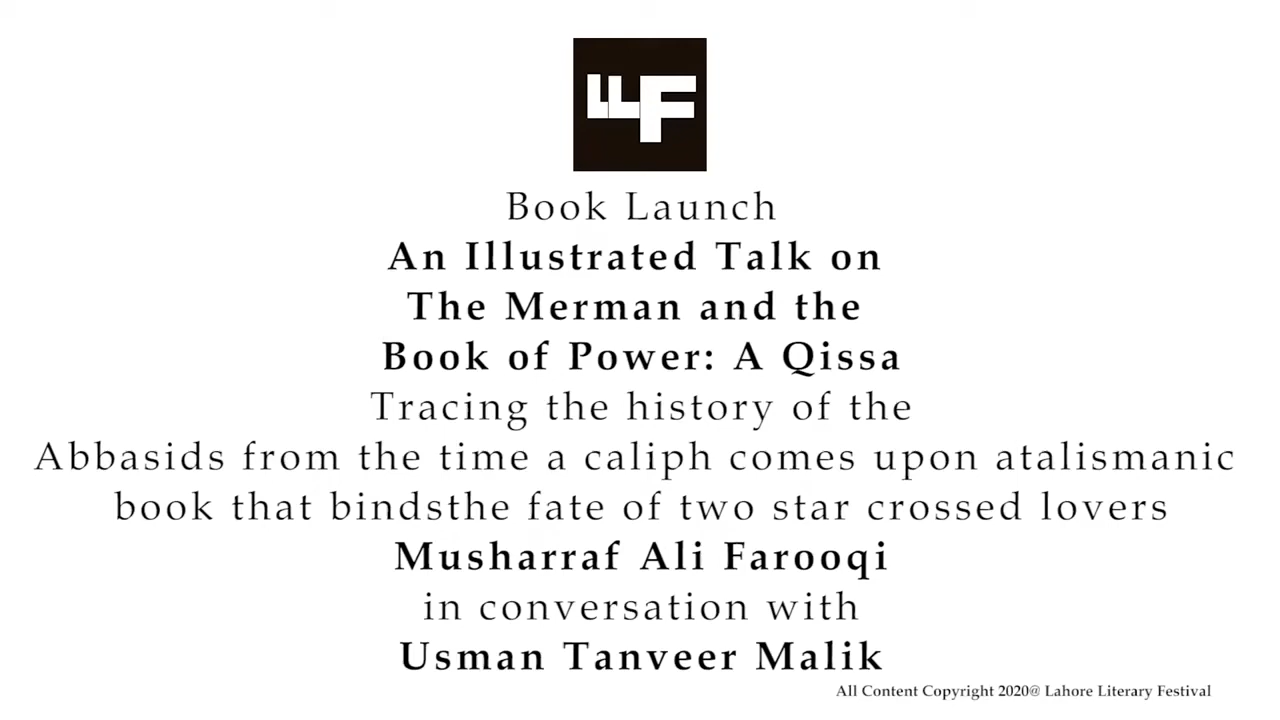 LLF
Book Launch
An Illustrated Talk on
The Merman and the
Book of Power: A Qissa
Tracing the history of the
Abbasids from the time a caliph comes upon atalismanic
book that bindsthe fate of two star crossed lovers
Musharraf Ali Farooqi
in conversation with
Usman Tanveer Malik
All Content Copyright 2020@ Lahore Literary Festival